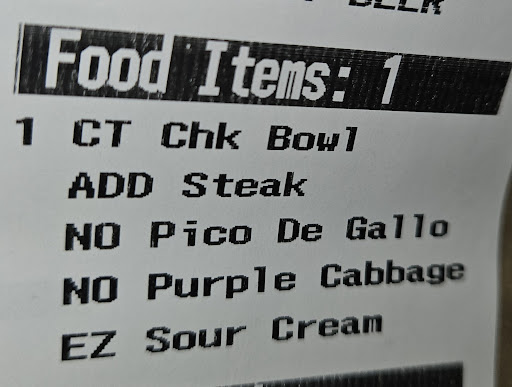 Food Items: 1
1 CT Chk Bowl
ADD Steak
NO Pico De Gallo
NO Purple Cabbage
EZ Sour Cream